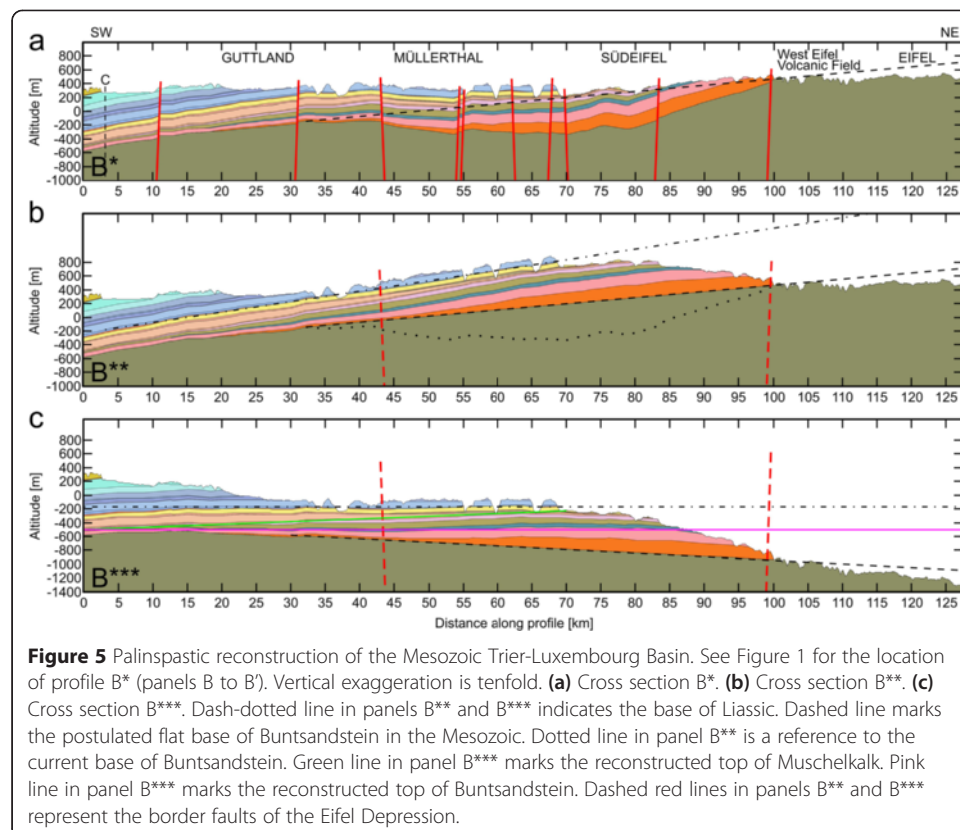 SW
NE
a
GUTTLAND
MÜLLERTHAL
SÜDEIFEL
West Eifel
Volcanic Field
EIFEL
C
Altitude [m]
800
600
400
200
0
-200
-400
-600
-800
-1000
B*
0 5 10 15 20 25 30 35 40 45 50 55 60 65 70 75 80 85 90 95 100 105 110 115 120 125
b
Altitude [m]
800
600
400
200
0
-200
-400
-600
-800
-1000
B**
0 5 10 15 20 25 30 35 40 45 50 55 60 65 70 75 80 85 90 95 100 105 110 115 120 125
c
Altitude [m]
800
600
400
200
0
-200
-400
-600
-800
-1000
-1200
-1400
B***
0 5 10 15 20 25 30 35 40 45 50 55 60 65 70 75 80 85 90 95 100 105 110 115 120 125
Distance along profile [km]
Figure 5 Palinspastic reconstruction of the Mesozoic Trier-Luxembourg Basin. See Figure 1 for the location
of profile B* (panels B to B’). Vertical exaggeration is tenfold. (a) Cross section B*. (b) Cross section B**. (c)
Cross section B***. Dash-dotted line in panels B** and B*** indicates the base of Liassic. Dashed line marks
the postulated flat base of Buntsandstein in the Mesozoic. Dotted line in panel B** is a reference to the
current base of Buntsandstein. Green line in panel B*** marks the reconstructed top of Muschelkalk. Pink
line in panel B*** marks the reconstructed top of Buntsandstein. Dashed red lines in panels B** and B***
represent the border faults of the Eifel Depression.